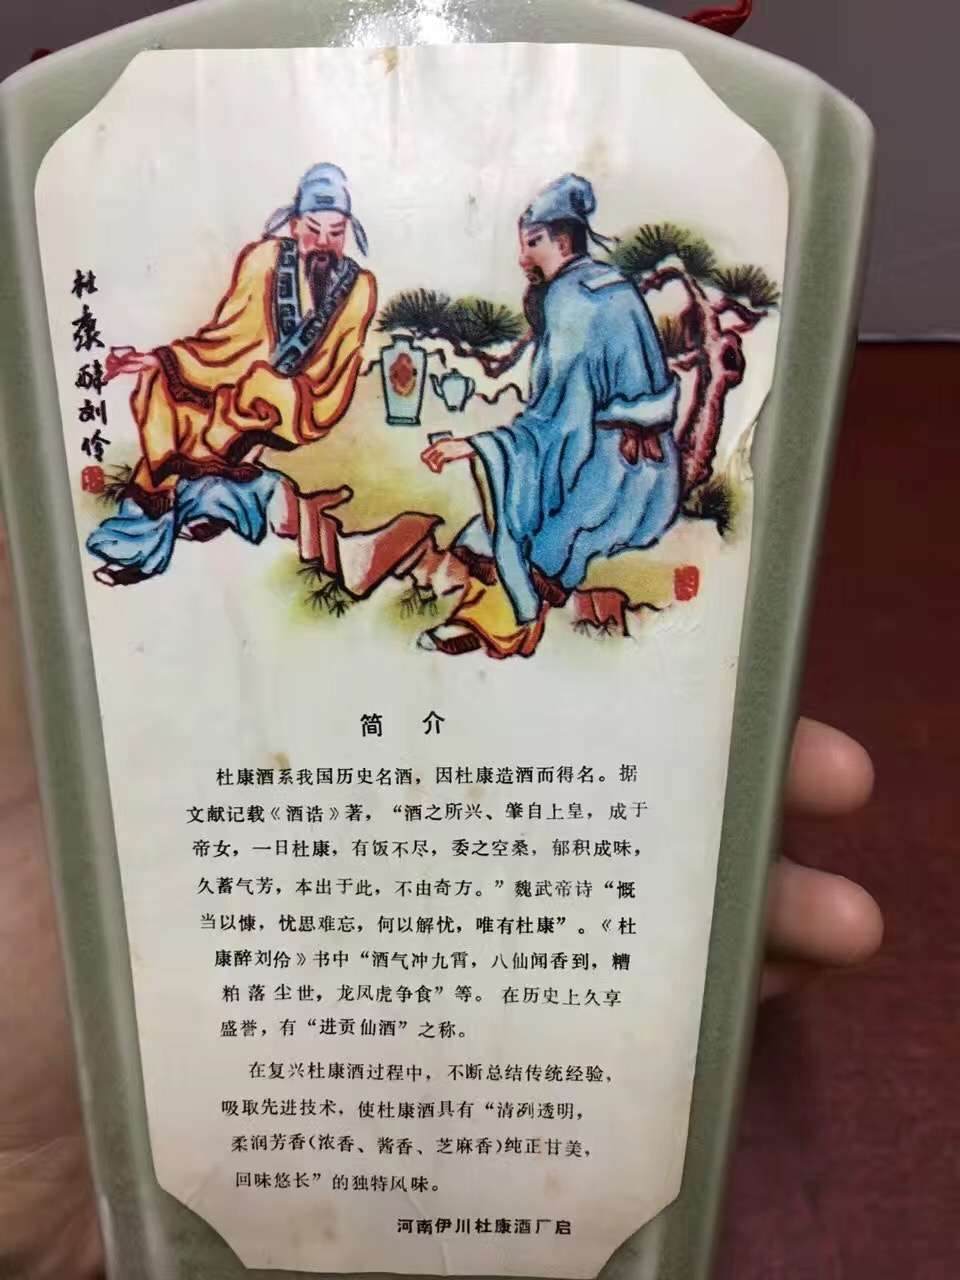 杜康醉刘伶
简 介
杜康酒系我国历史名酒，因杜康造酒而得名。据
文献记载《酒诰》著，“酒之所兴、肇自上皇，成于
帝女，一日杜康，有饭不尽，委之空桑，郁积成味，
久蓄气芳，本出于此，不由奇方。”魏武帝诗“慨
当以慷，忧思难忘，何以解忧，唯有杜康”。《杜
康醉刘伶》书中“酒气冲九霄，八仙闻香到，糟
粕落尘世，龙凤虎争食”等。在历史上久享
盛誉，有“进贡仙酒”之称。
在复兴杜康酒过程中，不断总结传统经验，
吸取先进技术，使杜康酒具有“清冽透明，
柔润芳香(浓香、酱香、芝麻香)纯正甘美，
回味悠长”的独特风味。
河南伊川杜康酒厂启